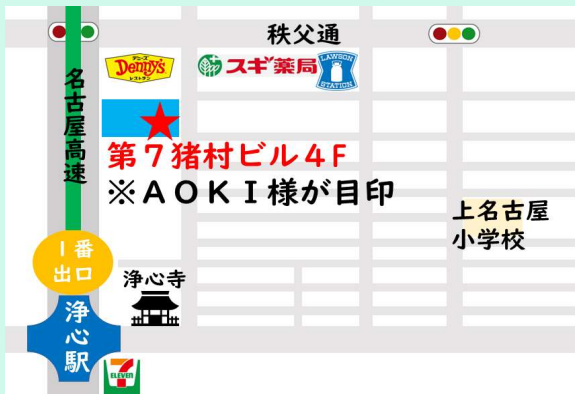 秩父通
デニーズ
Denny's
レストラン
スギ薬局
LAWSON
STATION
名古屋高速
第7猪村ビル4F
※AOKI様が目印
上名古屋
小学校
1番
出口
浄心寺
浄心駅
7
ELEVEN